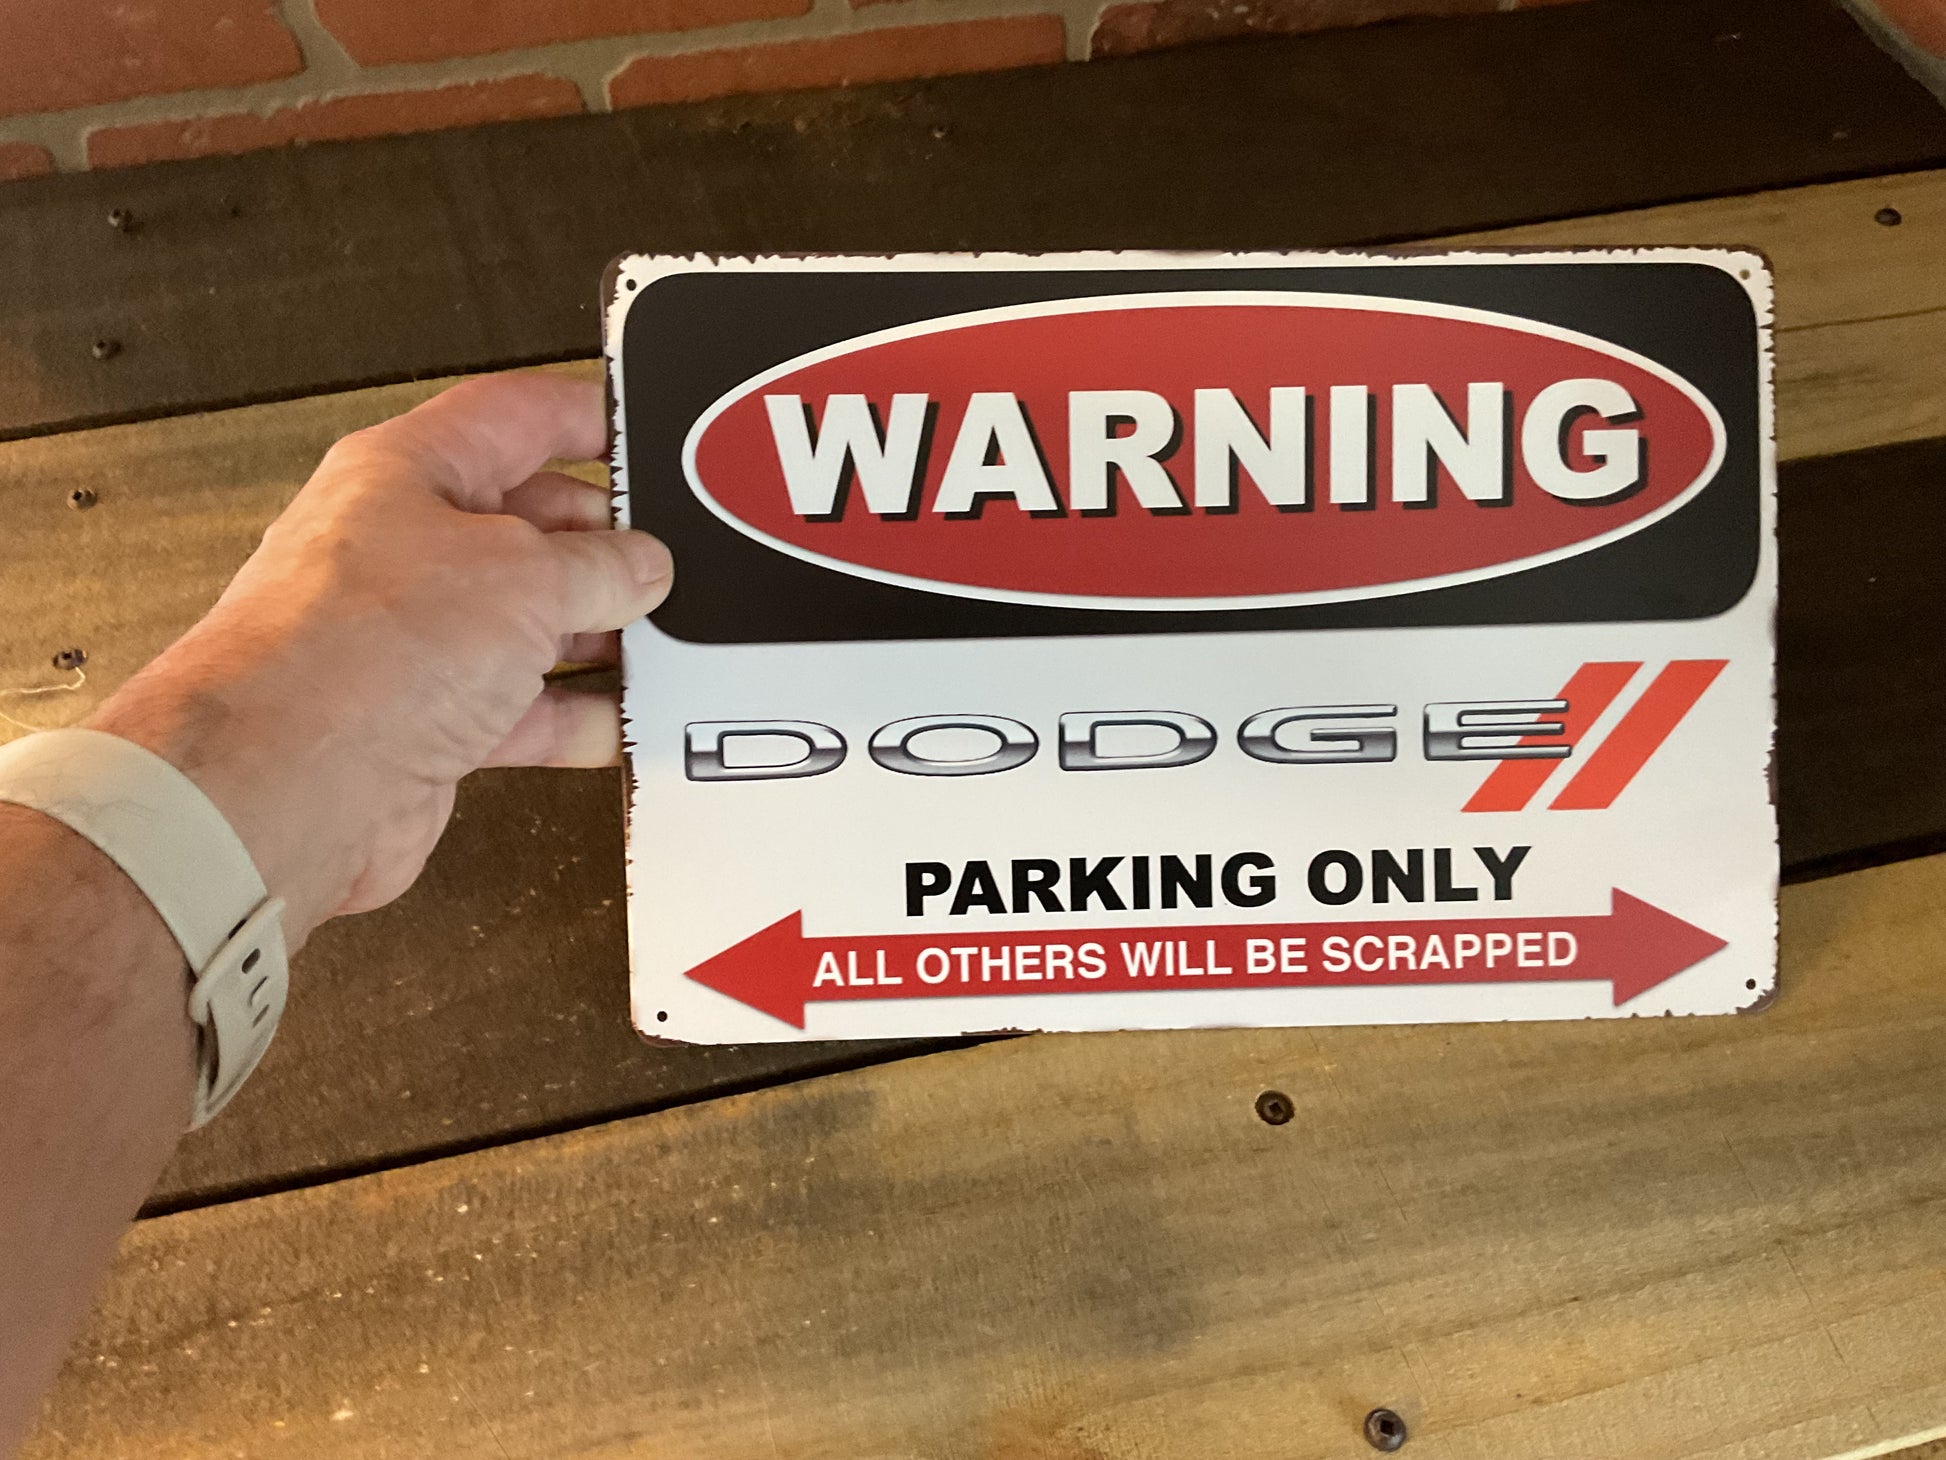 WARNING
DODGE
PARKING ONLY
ALL OTHERS WILL BE SCRAPPED